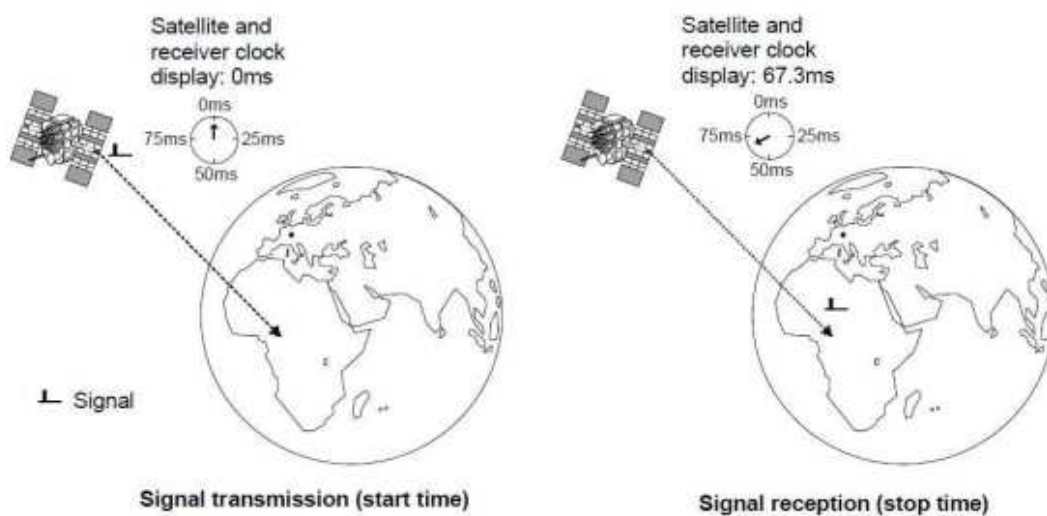 Satellite and
receiver clock
display: 0ms
0ms
75ms
25ms
50ms
Signal
Signal transmission (start time)
Satellite and
receiver clock
display: 67.3ms
0ms
75ms
25ms
50ms
Signal reception (stop time)